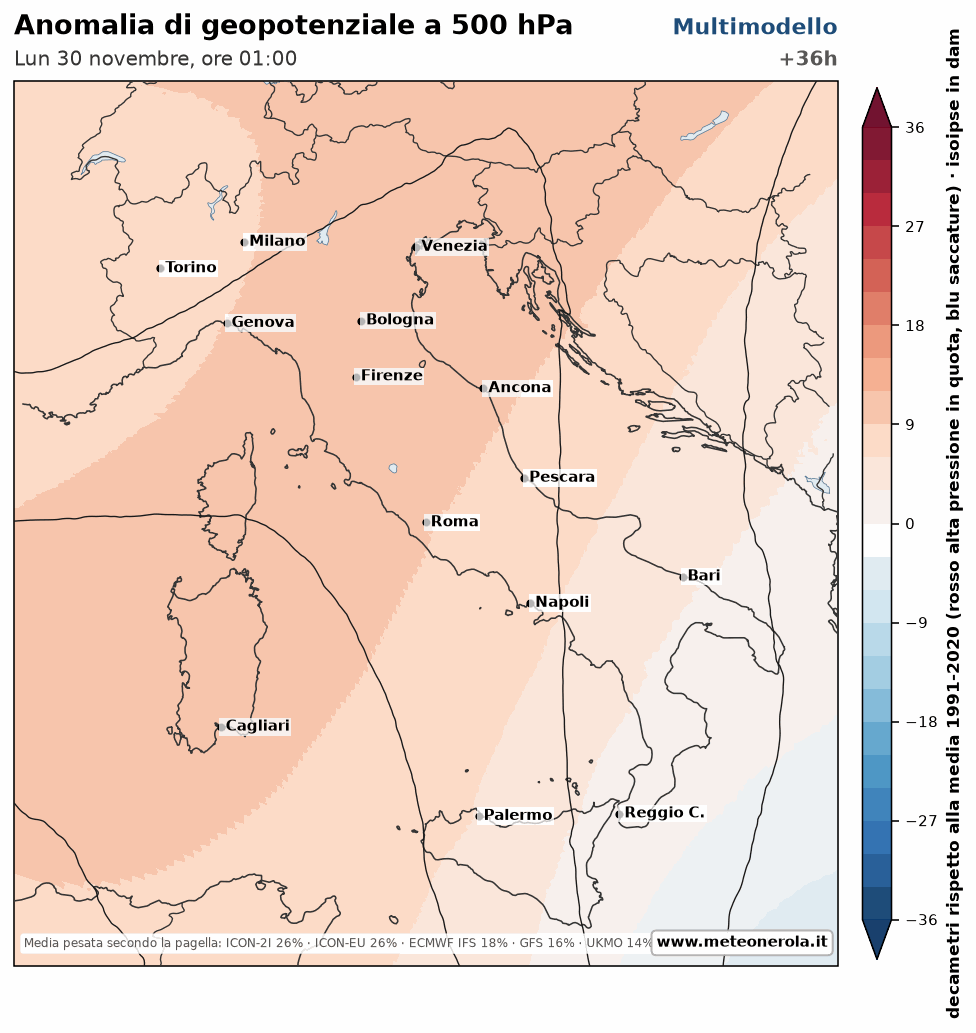 Anomalia di geopotenziale a 500 hPa
Multimodello
Lun 30 novembre, ore 01:00
+36h
Milano
Venezia
Torino
Genova
Bologna
Firenze
Ancona
Pescara
Roma
Bari
Napoli
Cagliari
Palermo
Reggio C.
Media pesata secondo la pagella: ICON-2I 26% · ICON-EU 26% · ECMWF IFS 18% · GFS 16% · UKMO 14%
www.meteonerola.it
36
27
18
9
0
−9
−18
−27
−36
decametri rispetto alla media 1991-2020 (rosso alta pressione in quota, blu saccature) · isoipse in dam